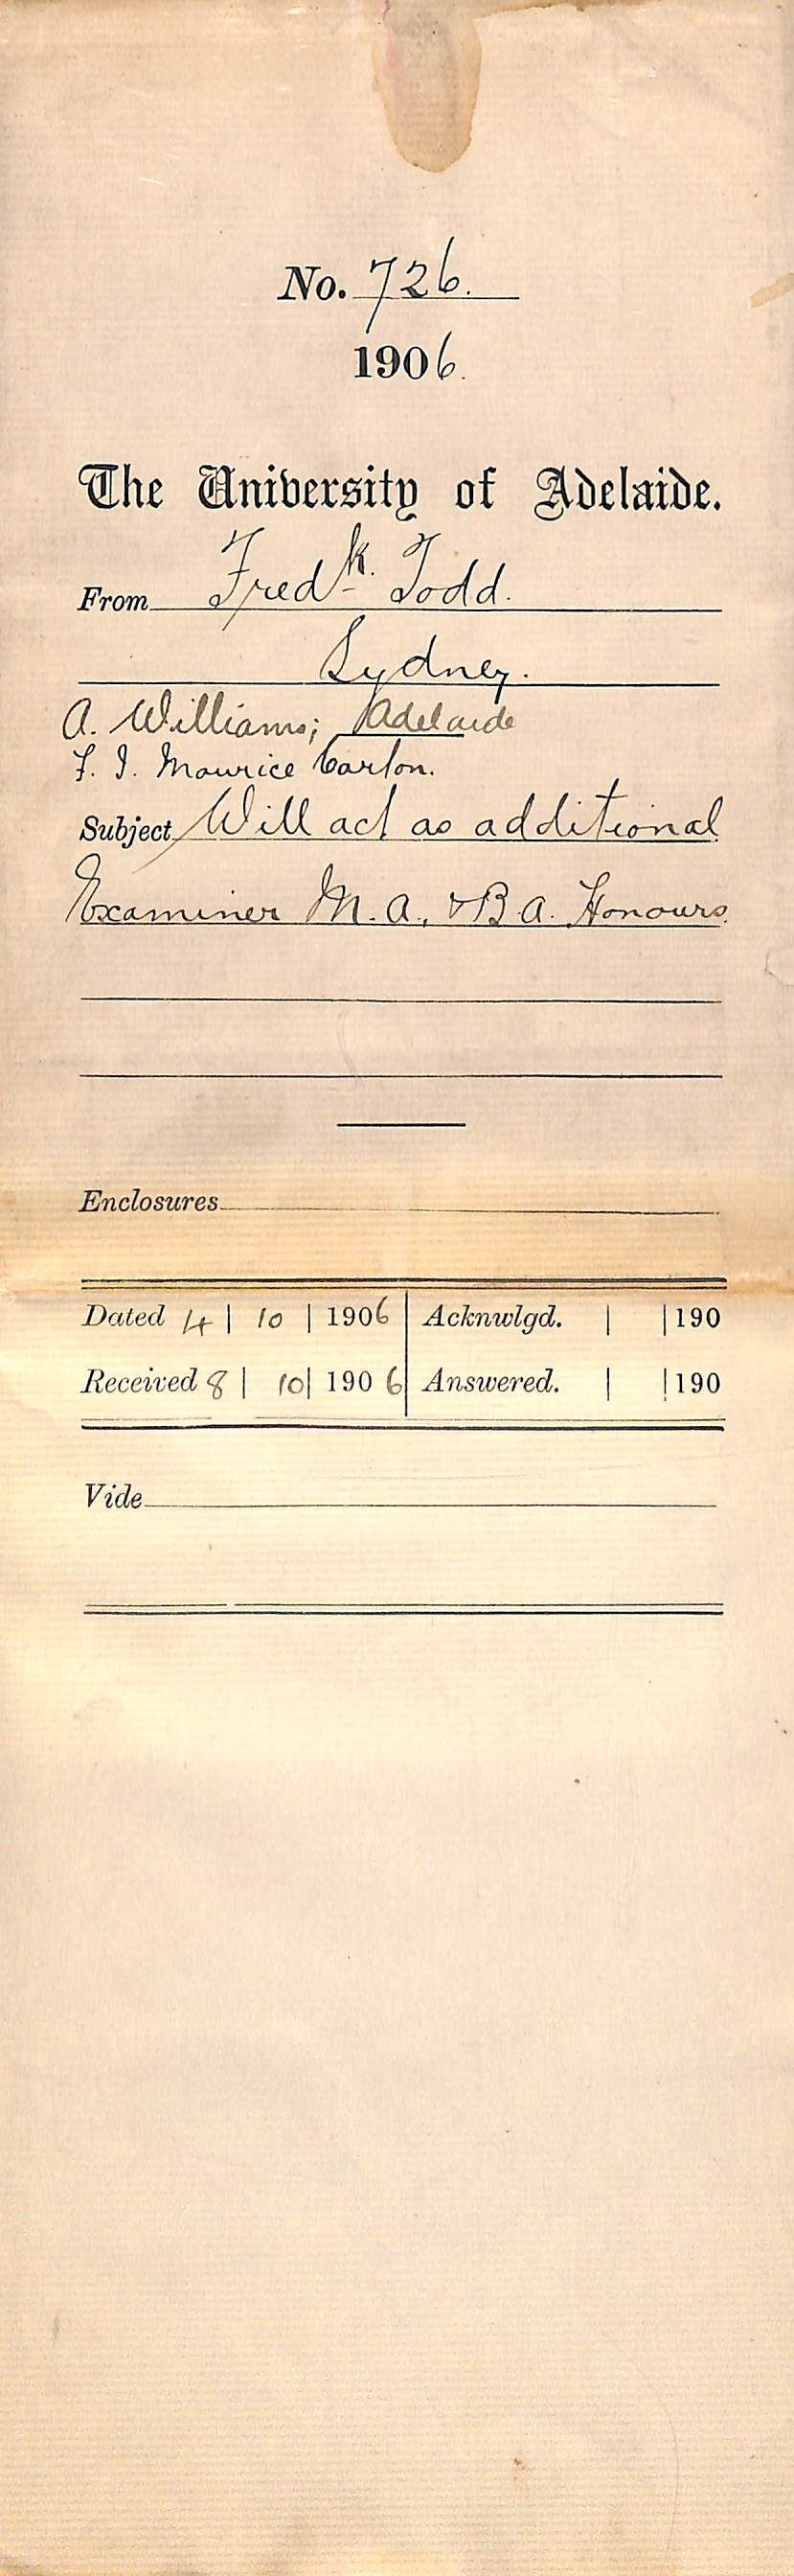 No. 726.
1906.
The University of Adelaide.
From Fredk. Todd.
Sydney.
A. Williams; Adelaide
F. I. Maurice Carton.
Subject Will act as additional
Examiner M.A., & B.A. Honours.
Enclosures
Dated 4 | 10 | 1906 | Acknwlgd. | | 190
Received 8 | 10 | 1906 | Answered. | | 190
Vide